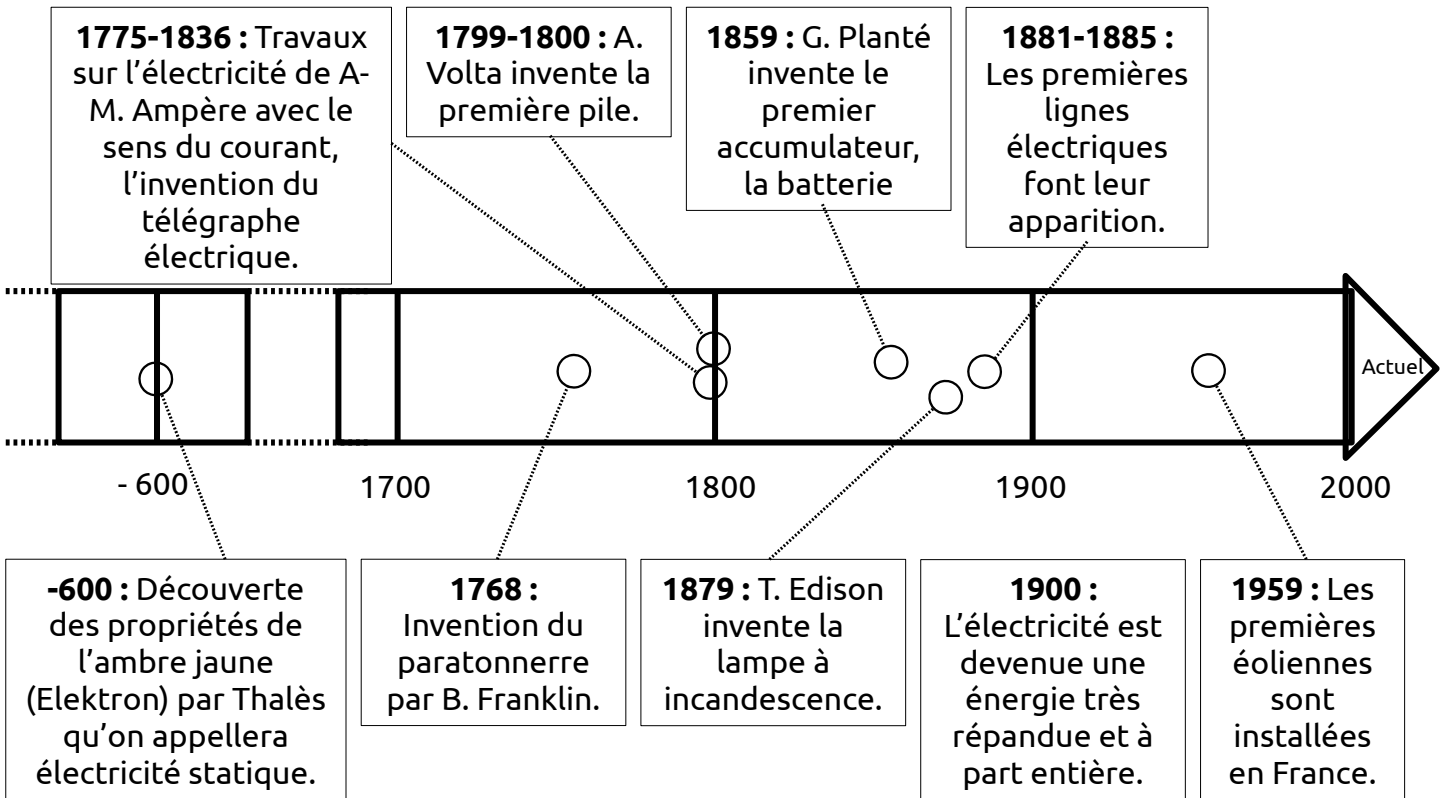 1775-1836 : Travaux
sur l’électricité de A-
M. Ampère avec le
sens du courant,
l’invention du
télégraphe
électrique.
1799-1800 : A.
Volta invente la
première pile.
1859 : G. Planté
invente le
premier
accumulateur,
la batterie
1881-1885 :
Les premières
lignes
électriques
font leur
apparition.
Actuel
- 600
1700
1800
1900
2000
-600 : Découverte
des propriétés de
l’ambre jaune
(Elektron) par Thalès
qu’on appellera
électricité statique.
1768 :
Invention du
paratonnerre
par B. Franklin.
1879 : T. Edison
invente la
lampe à
incandescence.
1900 :
L’électricité est
devenue une
énergie très
répandue et à
part entière.
1959 : Les
premières
éoliennes
sont
installées
en France.